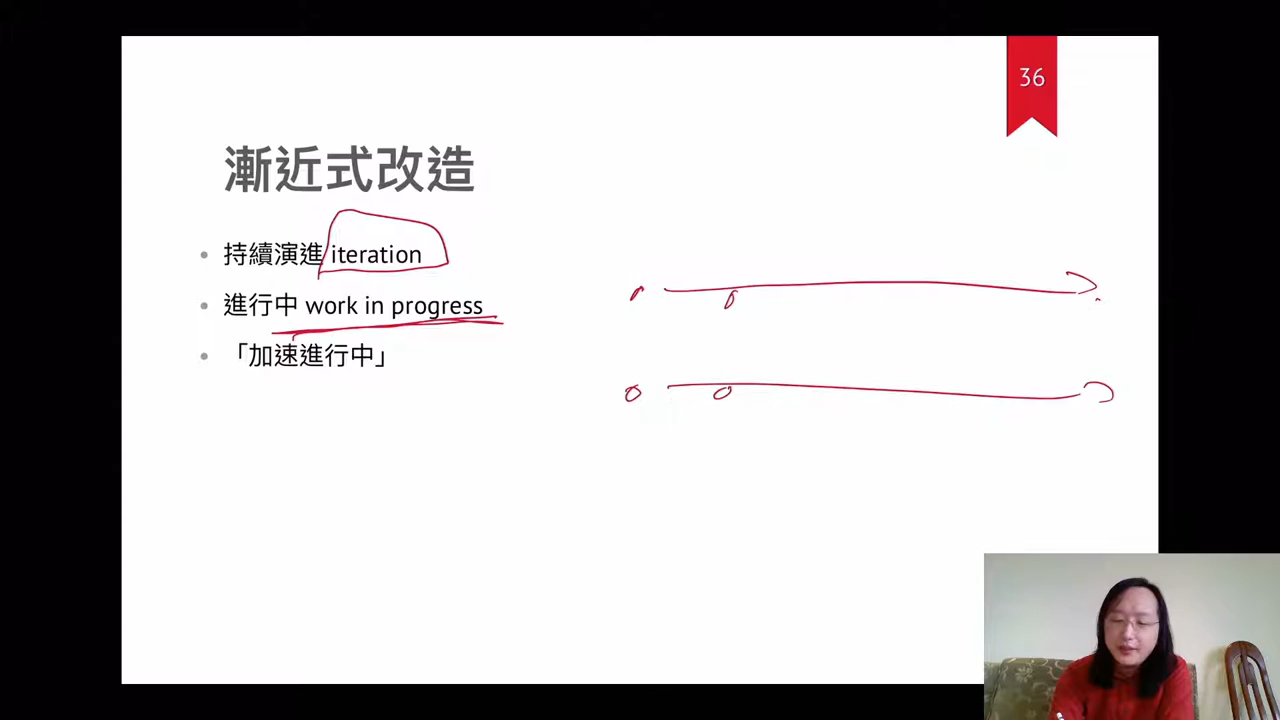 36
漸近式改造
• 持續演進 iteration
• 進行中 work in progress
• 「加速進行中」